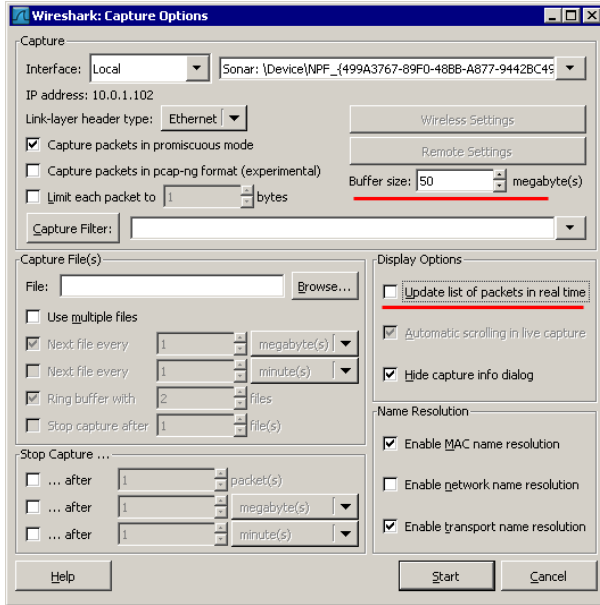 Wireshark: Capture Options
Capture
Interface: Local Sonar: \Device\NPF_{499A3767-89F0-48BB-A877-9442BC49
IP address: 10.0.1.102
Link-layer header type: Ethernet Wireless Settings
Capture packets in promiscuous mode Remote Settings
Capture packets in pcap-ng format (experimental)
Buffer size: 50 megabyte(s)
Limit each packet to 1 bytes
Capture Filter:
Capture File(s)
File: Browse...
Use multiple files
Next file every 1 megabyte(s)
Next file every 1 minute(s)
Ring buffer with 2 files
Stop capture after 1 file(s)
Display Options
Update list of packets in real time
Automatic scrolling in live capture
Hide capture info dialog
Stop Capture ...
... after 1 packet(s)
... after 1 megabyte(s)
... after 1 minute(s)
Name Resolution
Enable MAC name resolution
Enable network name resolution
Enable transport name resolution
Help Start Cancel